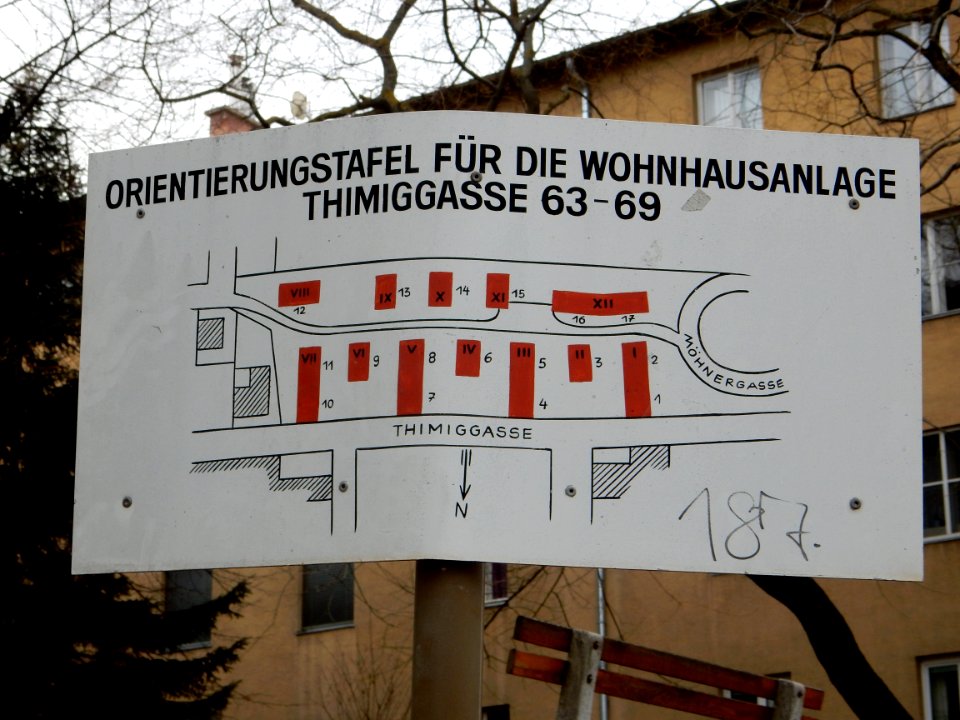 ORIENTIERUNGSTAFEL FÜR DIE WOHNHAUSANLAGE
THIMIGGASSE 63-69
VIII
12
IX 13
X 14
XI 15
XII
16 17
VII 11
10
VI 9
V 8
7
IV 6
III 5
4
II 3
I 2
1
MÖHNERGASSE
THIMIGGASSE
N
187.